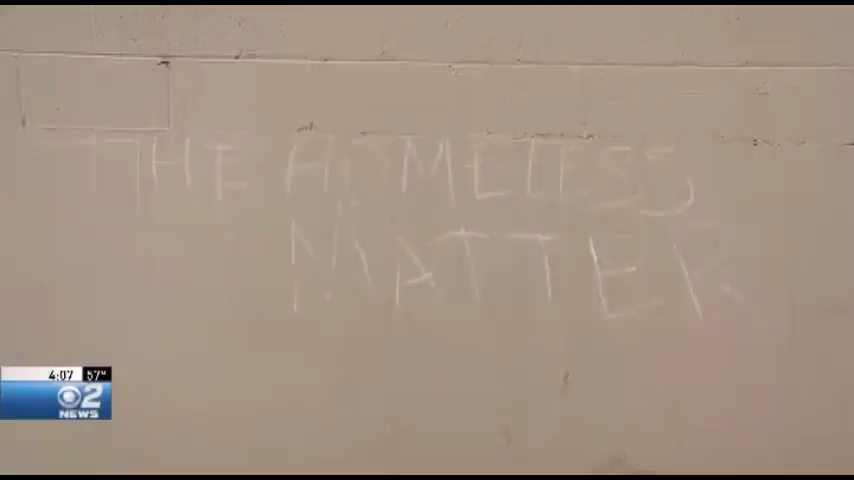 THE HOMELESS
MATTER
4:07 57°
2
NEWS